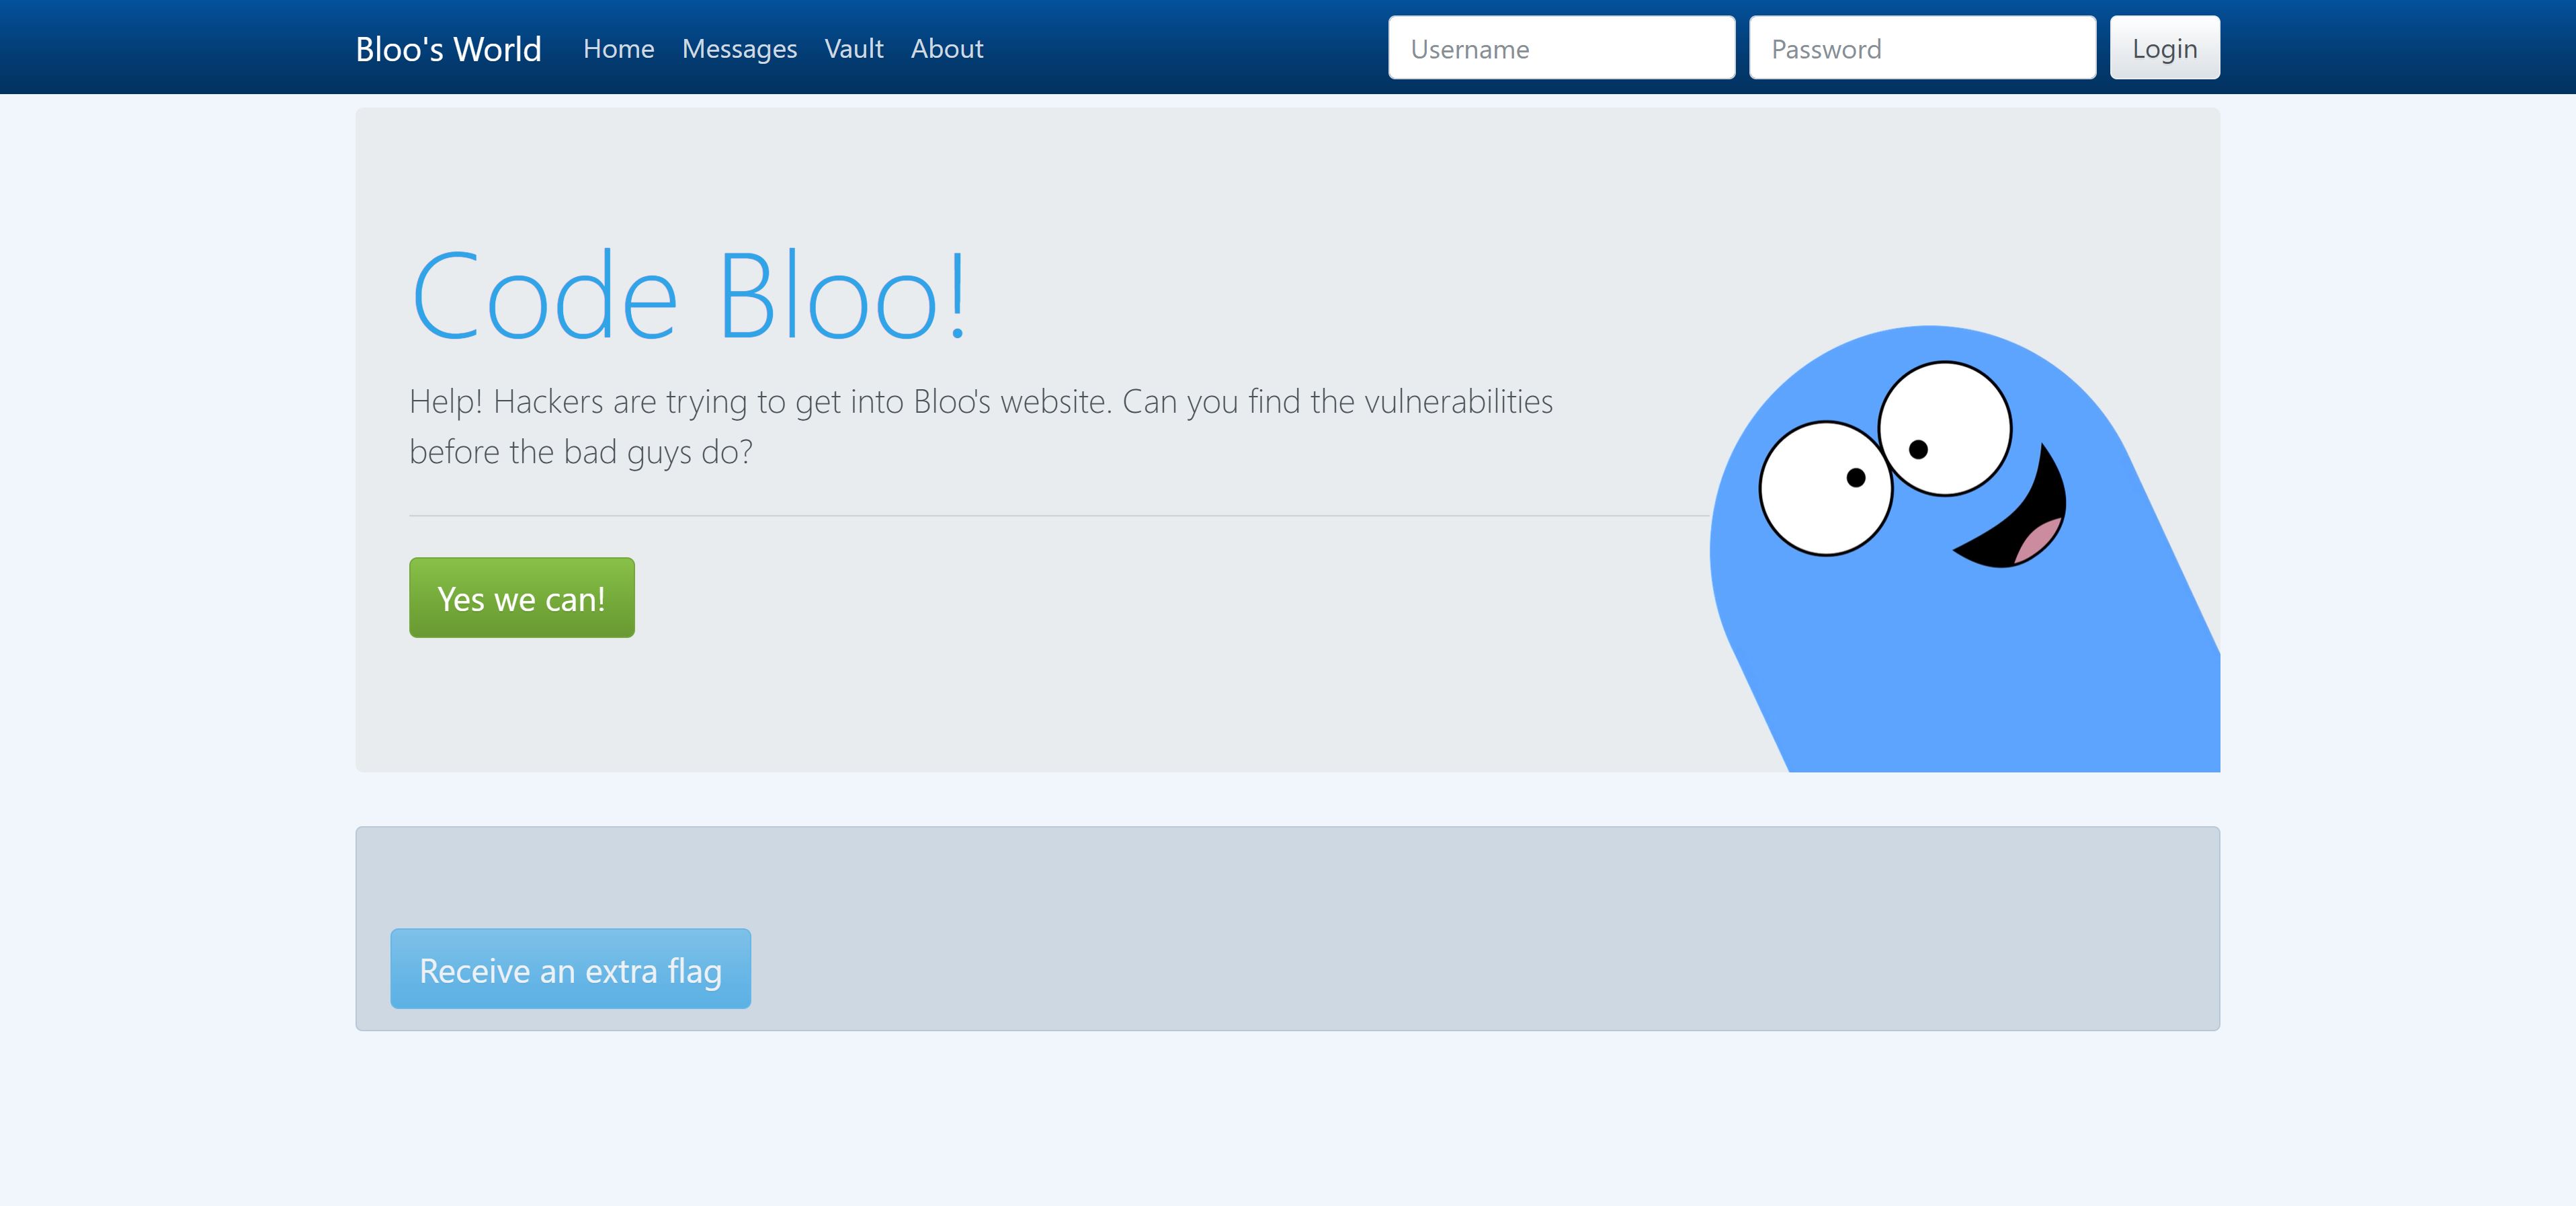 Bloo's World Home Messages Vault About Username Password Login
Code Bloo!
Help! Hackers are trying to get into Bloo's website. Can you find the vulnerabilities
before the bad guys do?
Yes we can!
Receive an extra flag